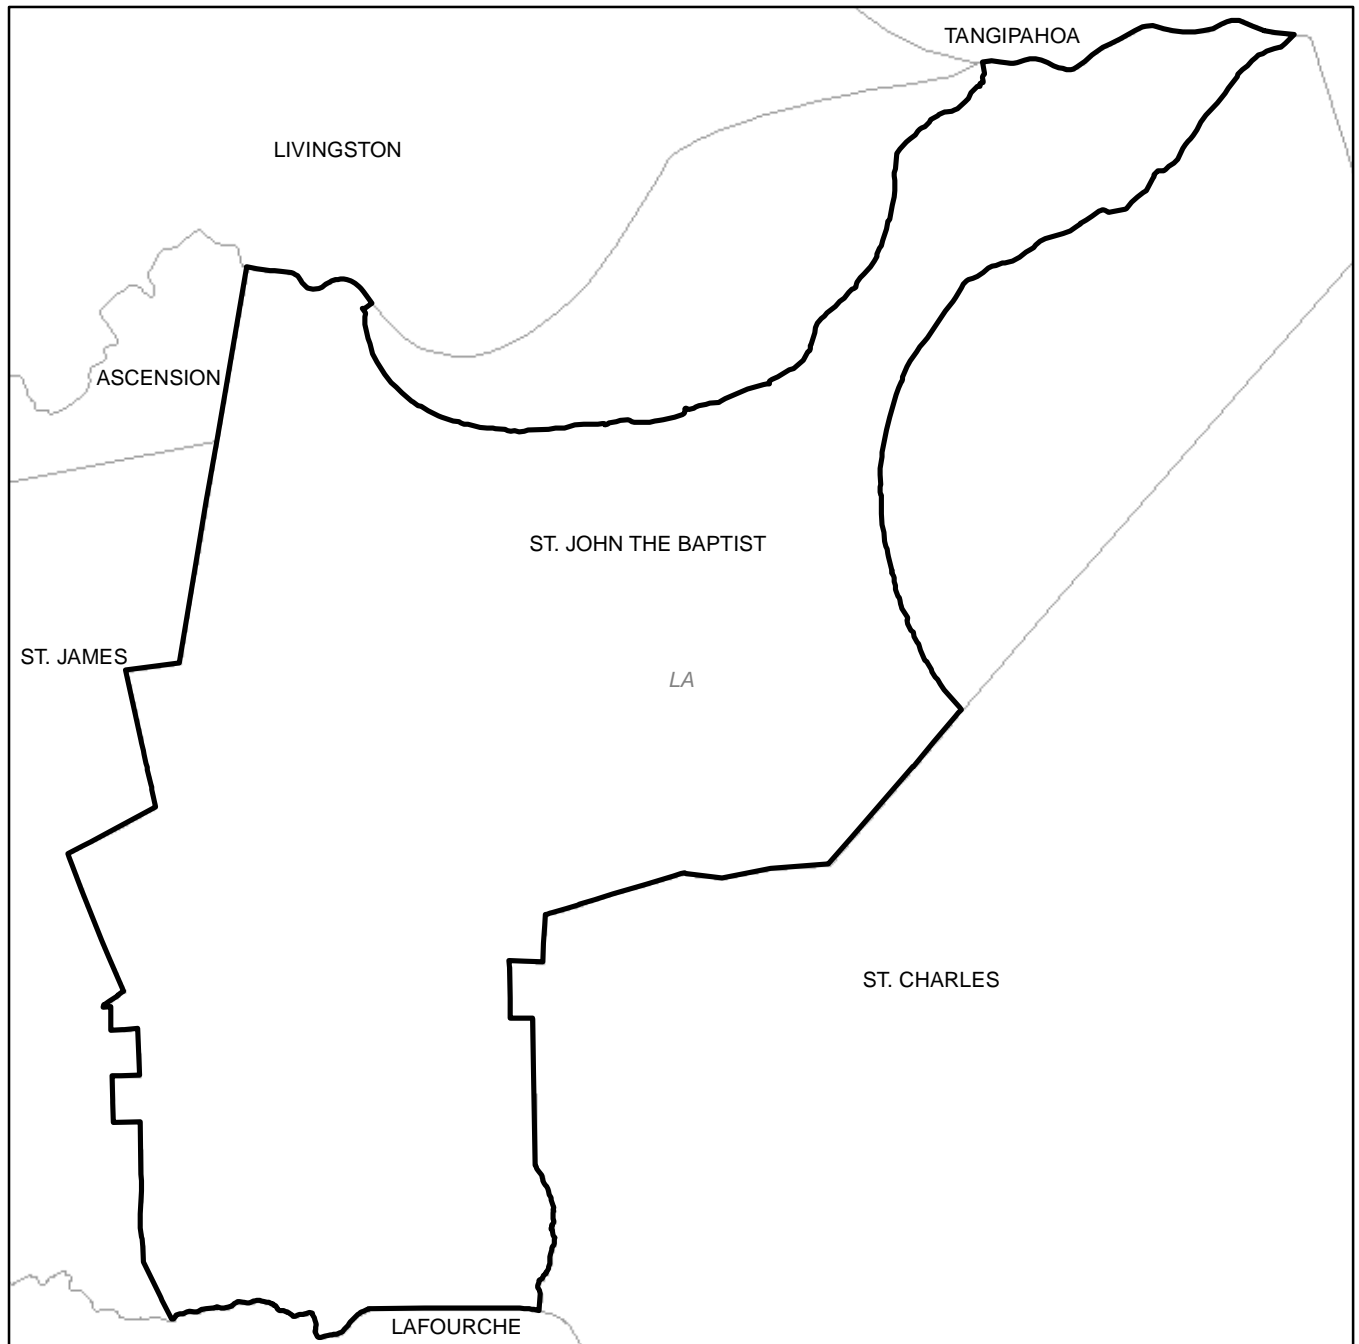 TANGIPAHOA
LIVINGSTON
ASCENSION
ST. JOHN THE BAPTIST
ST. JAMES
LA
ST. CHARLES
LAFOURCHE